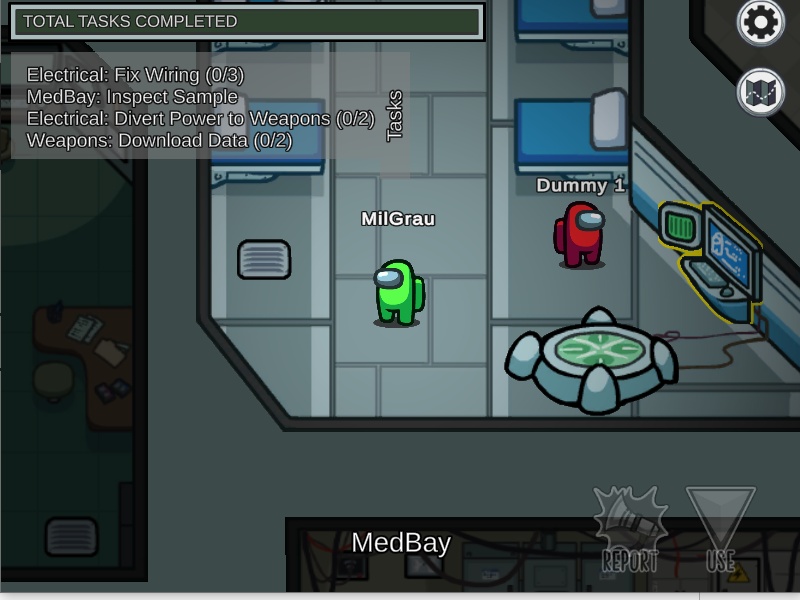 TOTAL TASKS COMPLETED
Electrical: Fix Wiring (0/3)
MedBay: Inspect Sample
Electrical: Divert Power to Weapons (0/2)
Weapons: Download Data (0/2)
Tasks
Dummy 1
MilGrau
MedBay
REPORT
USE